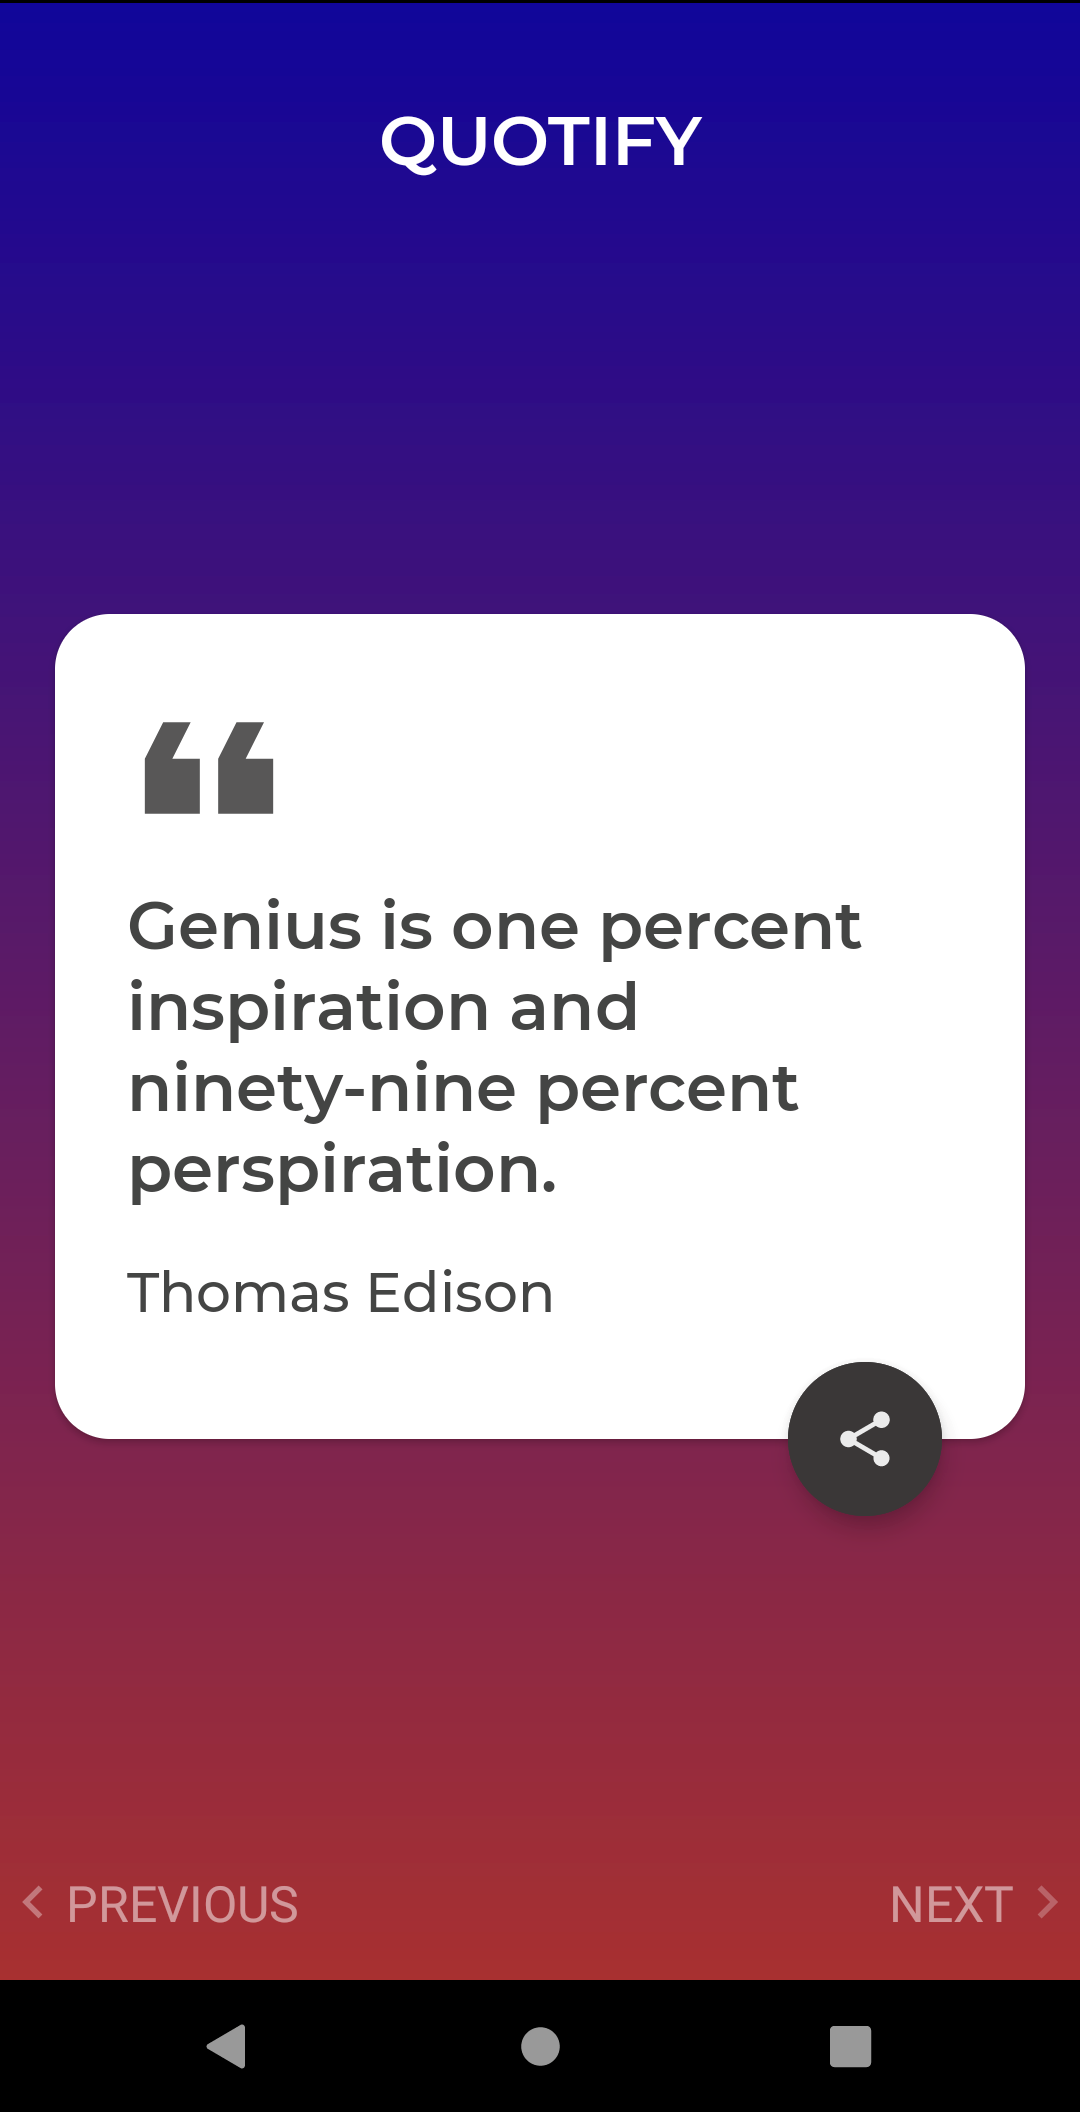 QUOTIFY
Genius is one percent
inspiration and
ninety-nine percent
perspiration.
Thomas Edison
PREVIOUS
NEXT